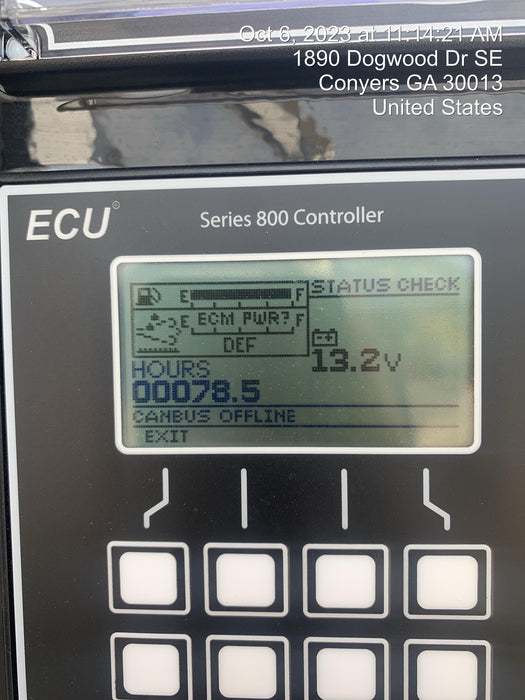 Oct 6, 2023 at 11:14:21 AM
1890 Dogwood Dr SE
Conyers GA 30013
United States
ECU®
Series 800 Controller
E F
STATUS CHECK
E ECM PWR? F
DEF
13.2V
HOURS
00078.5
CANBUS OFFLINE
EXIT